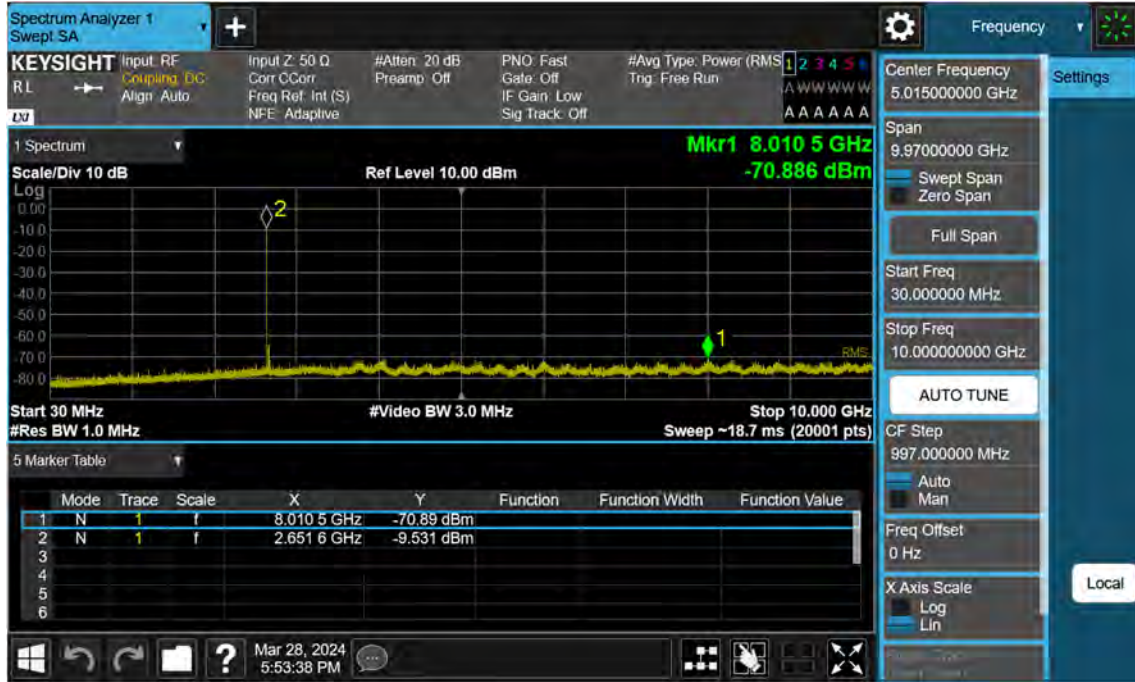 Spectrum Analyzer 1
Swept SA
+
Frequency
KEYSIGHT
RL
LXI
Input: RF
Coupling: DC
Align: Auto
Input Z: 50 Ω
Corr CCorr
Freq Ref: Int (S)
NFE: Adaptive
#Atten: 20 dB
Preamp: Off
PNO: Fast
Gate: Off
IF Gain: Low
Sig Track: Off
#Avg Type: Power (RMS
Trig: Free Run
1 2 3 4 5 6
A W W W W W
A A A A A A
1 Spectrum
Scale/Div 10 dB
Ref Level 10.00 dBm
Mkr1 8.010 5 GHz
-70.886 dBm
Log
0.00
-10.0
-20.0
-30.0
-40.0
-50.0
-60.0
-70.0
-80.0
2
1
RMS
Start 30 MHz
#Video BW 3.0 MHz
Stop 10.000 GHz
#Res BW 1.0 MHz
Sweep ~18.7 ms (20001 pts)
5 Marker Table
Mode Trace Scale X Y Function Function Width Function Value
1 N 1 f 8.010 5 GHz -70.89 dBm
2 N 1 f 2.651 6 GHz -9.531 dBm
3
4
5
6
?
Mar 28, 2024
5:53:38 PM
Center Frequency
5.015000000 GHz
Span
9.97000000 GHz
Swept Span
Zero Span
Full Span
Start Freq
30.000000 MHz
Stop Freq
10.000000000 GHz
AUTO TUNE
CF Step
997.000000 MHz
Auto
Man
Freq Offset
0 Hz
X Axis Scale
Log
Lin
Settings
Local